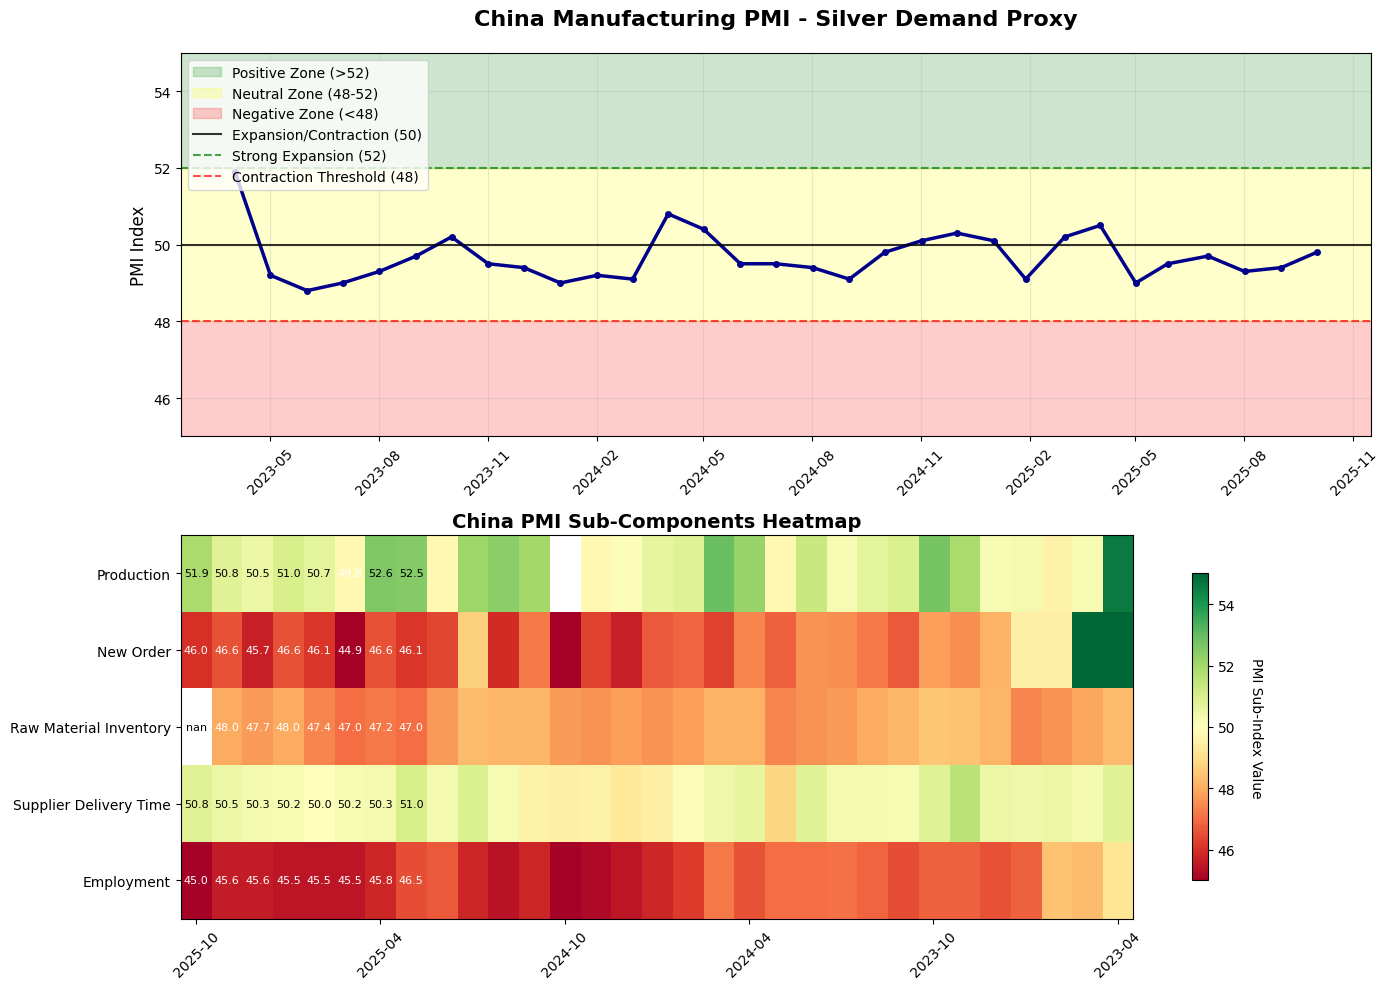 China Manufacturing PMI - Silver Demand Proxy
Positive Zone (>52)
Neutral Zone (48-52)
Negative Zone (<48)
Expansion/Contraction (50)
Strong Expansion (52)
Contraction Threshold (48)
PMI Index
54
52
50
48
46
2023-05 2023-08 2023-11 2024-02 2024-05 2024-08 2024-11 2025-02 2025-05 2025-08 2025-11
China PMI Sub-Components Heatmap
Production 51.9 50.8 50.5 51.0 50.7 49.8 52.6 52.5
New Order 46.0 46.6 45.7 46.6 46.1 44.9 46.6 46.1
Raw Material Inventory nan 48.0 47.7 48.0 47.4 47.0 47.2 47.0
Supplier Delivery Time 50.8 50.5 50.3 50.2 50.0 50.2 50.3 51.0
Employment 45.0 45.6 45.6 45.5 45.5 45.5 45.8 46.5
2025-10 2025-04 2024-10 2024-04 2023-10 2023-04
54
52
50
48
46
PMI Sub-Index Value